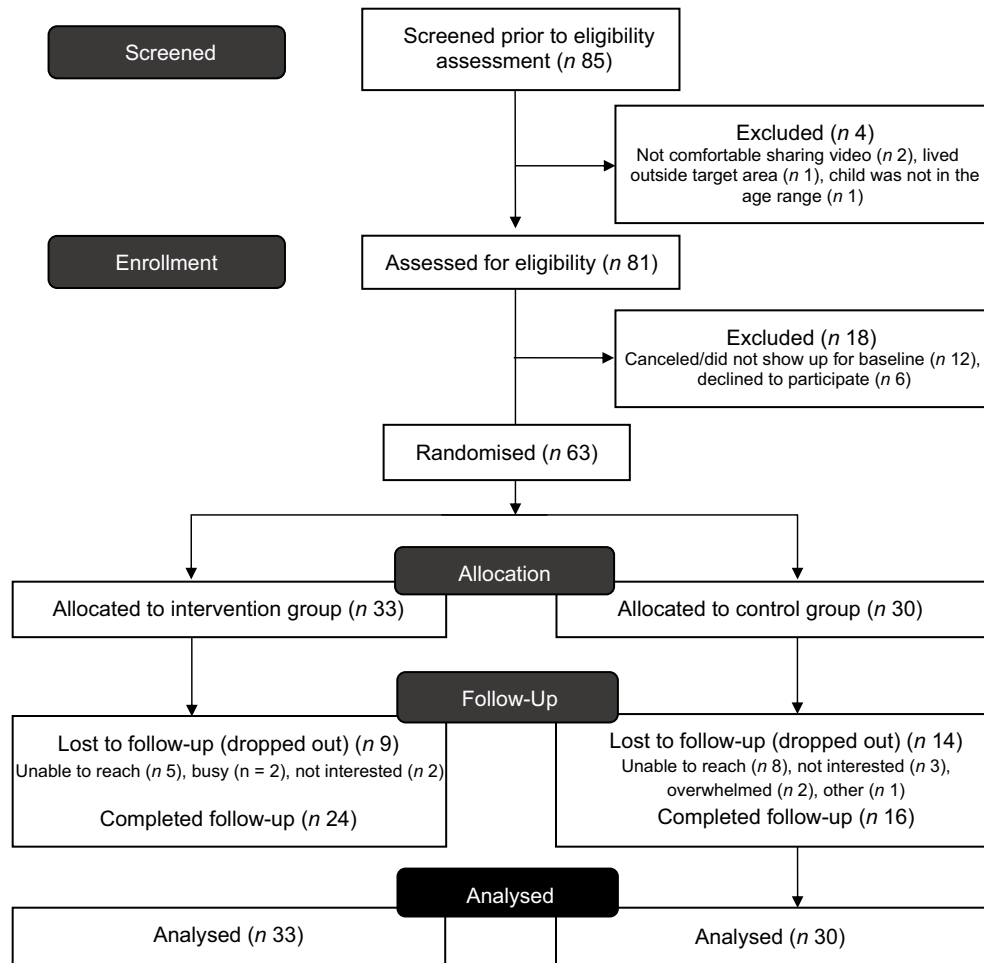 Screened
Screened prior to eligibility
assessment (n 85)
Excluded (n 4)
Not comfortable sharing video (n 2), lived
outside target area (n 1), child was not in the
age range (n 1)
Enrollment
Assessed for eligibility (n 81)
Excluded (n 18)
Canceled/did not show up for baseline (n 12),
declined to participate (n 6)
Randomised (n 63)
Allocation
Allocated to intervention group (n 33)
Allocated to control group (n 30)
Follow-Up
Lost to follow-up (dropped out) (n 9)
Unable to reach (n 5), busy (n = 2), not interested (n 2)
Completed follow-up (n 24)
Lost to follow-up (dropped out) (n 14)
Unable to reach (n 8), not interested (n 3),
overwhelmed (n 2), other (n 1)
Completed follow-up (n 16)
Analysed
Analysed (n 33)
Analysed (n 30)